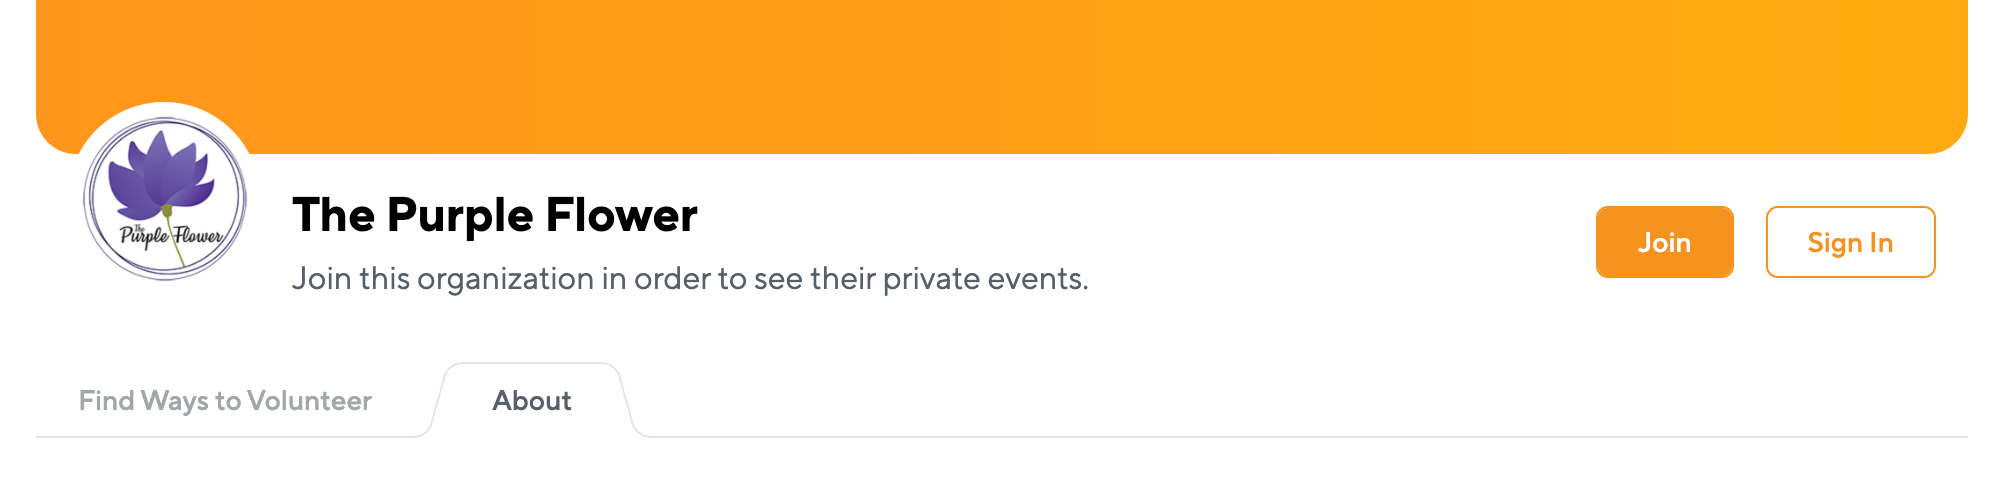 The
Purple Flower
The Purple Flower
Join this organization in order to see their private events.
Join
Sign In
Find Ways to Volunteer
About